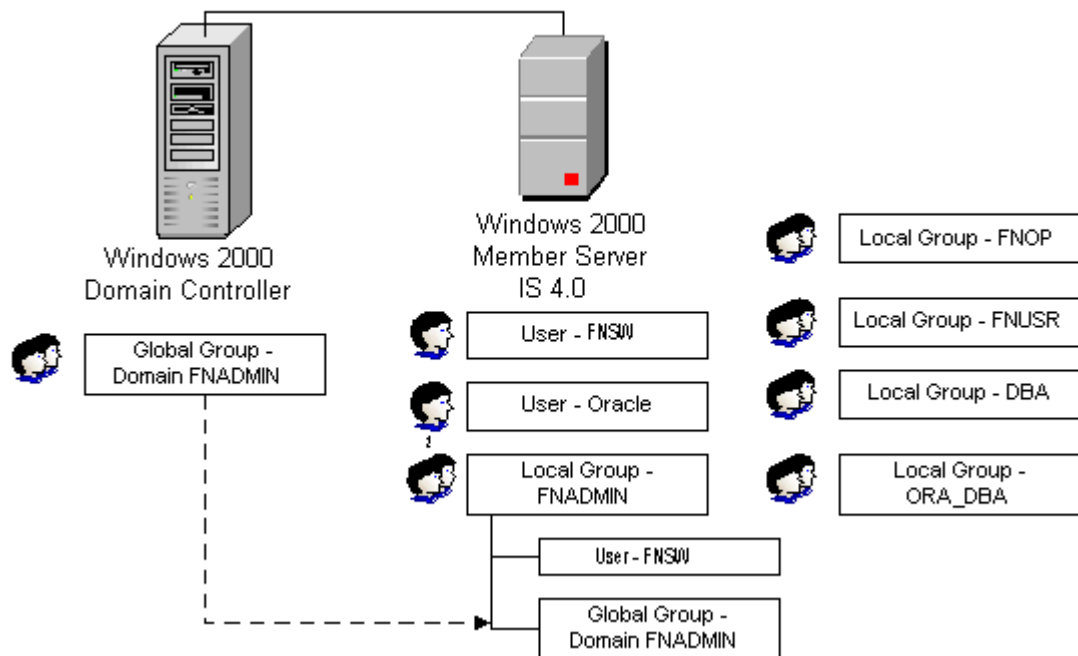 Windows 2000
Domain Controller
Global Group -
Domain FNADMIN
Windows 2000
Member Server
IS 4.0
User - FNSW
User - Oracle
Local Group -
FNADMIN
User - FNSW
Global Group -
Domain FNADMIN
Local Group - FNOP
Local Group - FNUSR
Local Group - DBA
Local Group -
ORA_DBA